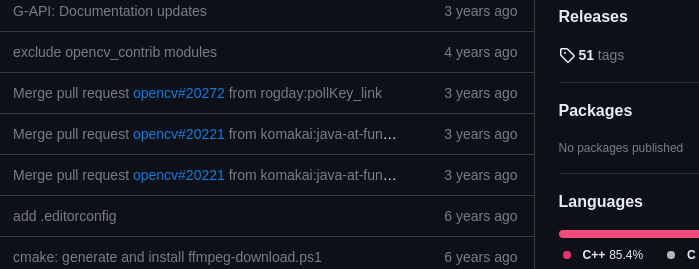 G-API: Documentation updates 3 years ago
exclude opencv_contrib modules 4 years ago
Merge pull request opencv#20272 from rogday:pollKey_link 3 years ago
Merge pull request opencv#20221 from komakai:java-at-fun… 3 years ago
Merge pull request opencv#20221 from komakai:java-at-fun… 3 years ago
add .editorconfig 6 years ago
cmake: generate and install ffmpeg-download.ps1 6 years ago
Releases
51 tags
Packages
No packages published
Languages
C++ 85.4% C